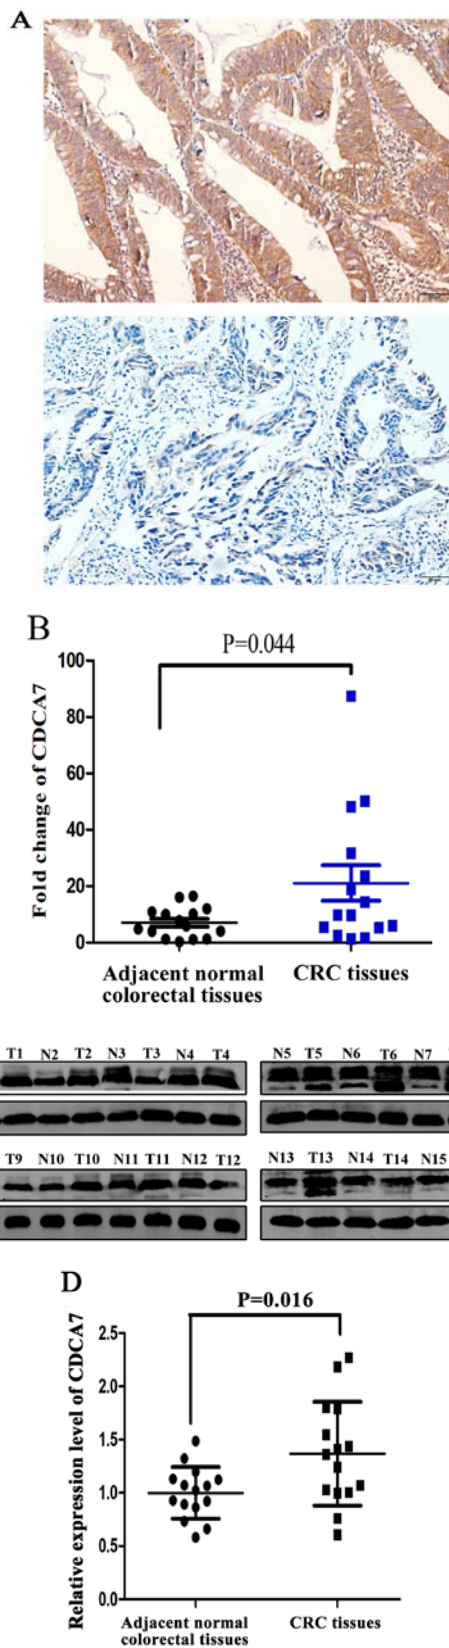 A
B
P=0.044
Fold change of CDCA7
100
80
60
40
20
0
Adjacent normal
colorectal tissues
CRC tissues
T1 N2 T2 N3 T3 N4 T4
N5 T5 N6 T6 N7
T9 N10 T10 N11 T11 N12 T12
N13 T13 N14 T14 N15
D
P=0.016
Relative expression level of CDCA7
2.5
2.0
1.5
1.0
0.5
0.0
Adjacent normal
colorectal tissues
CRC tissues